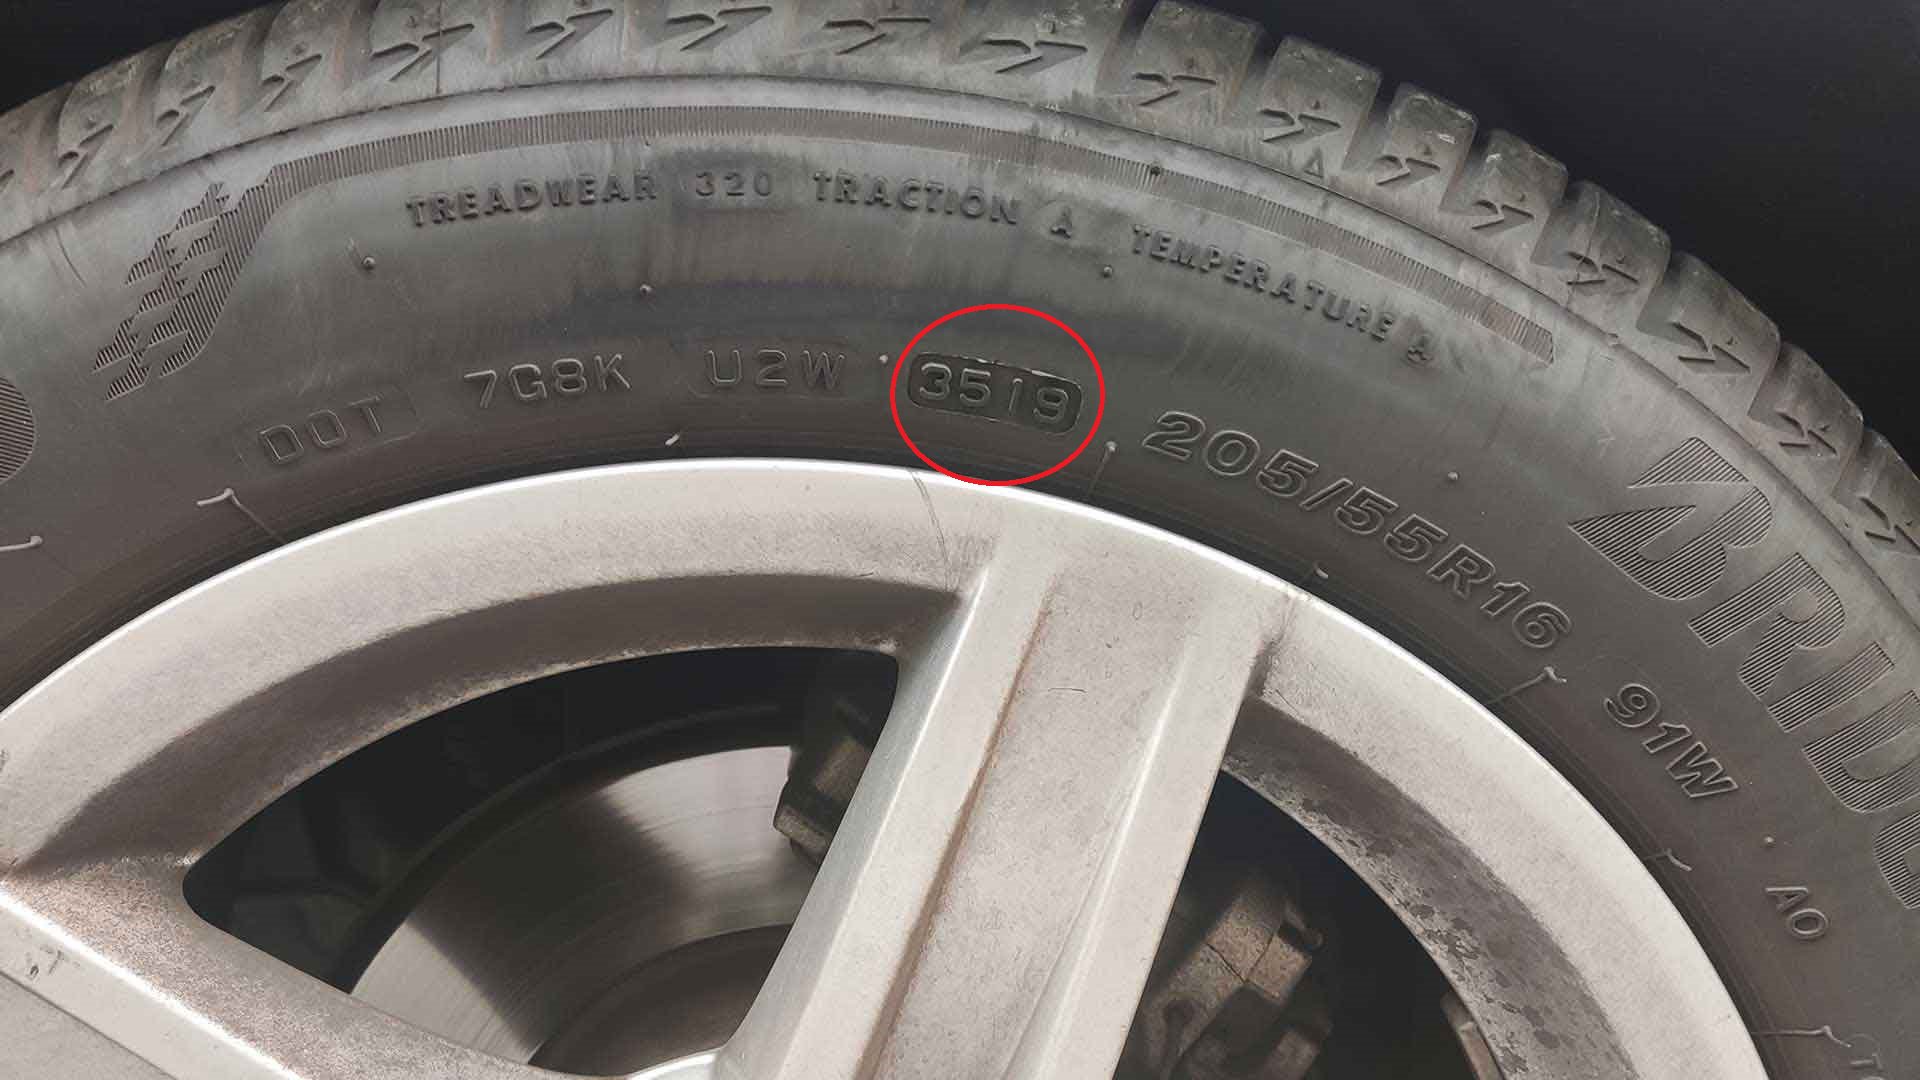 TREADWEAR 320 TRACTION A TEMPERATURE A
DOT 7G8K U2W 3519
205/55R16 91W AO